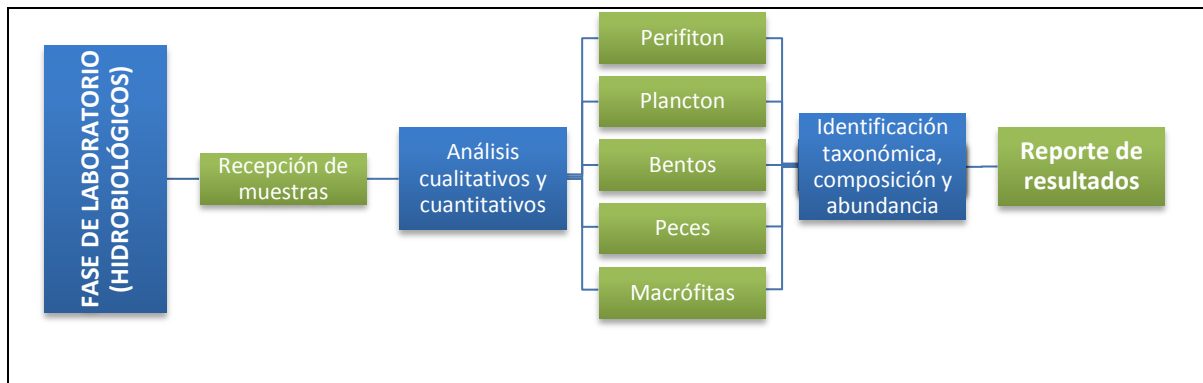 FASE DE LABORATORIO
(HIDROBIOLÓGICOS)
Recepción de
muestras
Análisis
cualitativos y
cuantitativos
Perifiton
Plancton
Bentos
Peces
Macrófitas
Identificación
taxonómica,
composición y
abundancia
Reporte de
resultados